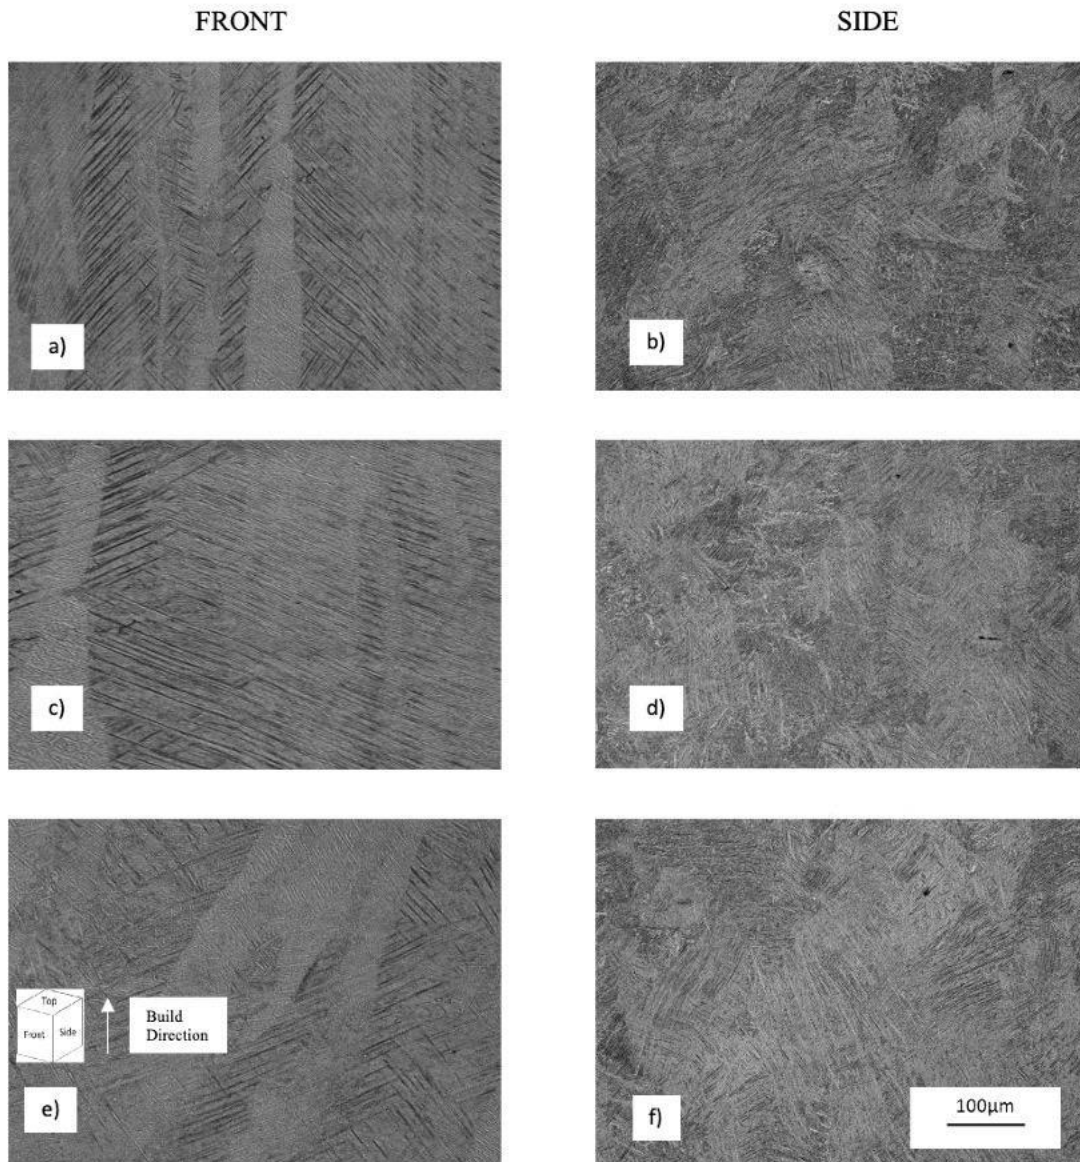 FRONT
SIDE
a)
b)
c)
d)
Top
Front
Side
Build
Direction
e)
f)
100μm